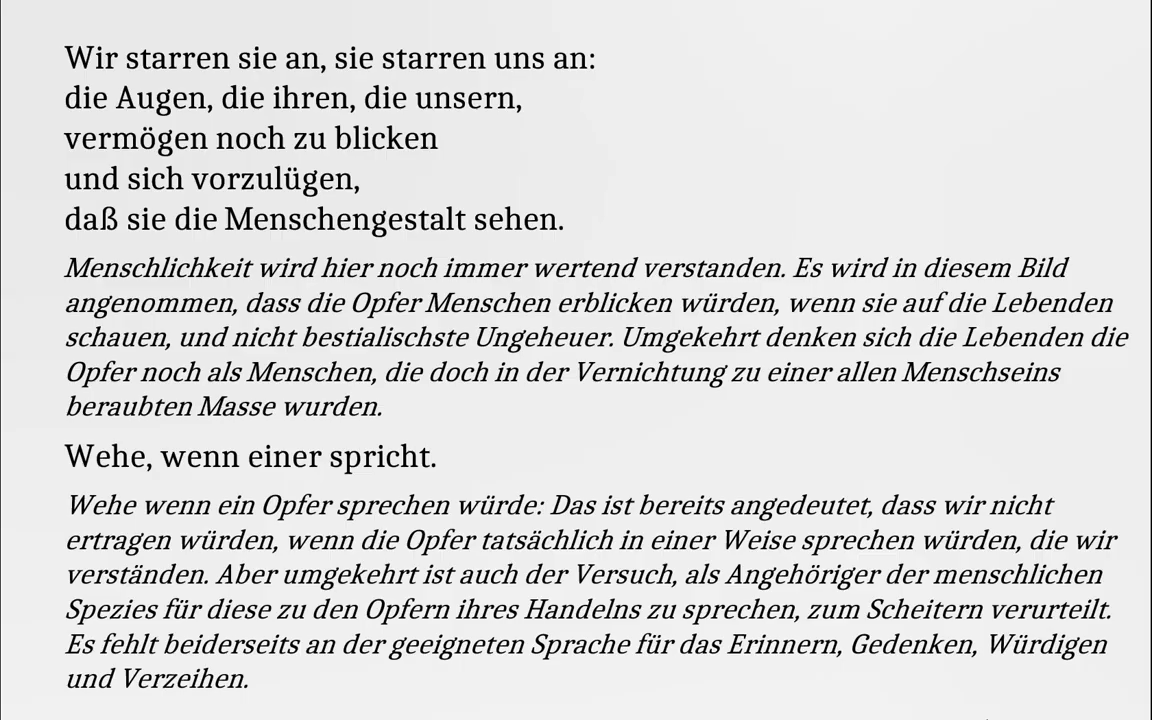 Wir starren sie an, sie starren uns an:
die Augen, die ihren, die unsern,
vermögen noch zu blicken
und sich vorzulügen,
daß sie die Menschengestalt sehen.
Menschlichkeit wird hier noch immer wertend verstanden. Es wird in diesem Bild
angenommen, dass die Opfer Menschen erblicken würden, wenn sie auf die Lebenden
schauen, und nicht bestialischste Ungeheuer. Umgekehrt denken sich die Lebenden die
Opfer noch als Menschen, die doch in der Vernichtung zu einer allen Menschseins
beraubten Masse wurden.
Wehe, wenn einer spricht.
Wehe wenn ein Opfer sprechen würde: Das ist bereits angedeutet, dass wir nicht
ertragen würden, wenn die Opfer tatsächlich in einer Weise sprechen würden, die wir
verständen. Aber umgekehrt ist auch der Versuch, als Angehöriger der menschlichen
Spezies für diese zu den Opfern ihres Handelns zu sprechen, zum Scheitern verurteilt.
Es fehlt beiderseits an der geeigneten Sprache für das Erinnern, Gedenken, Würdigen
und Verzeihen.